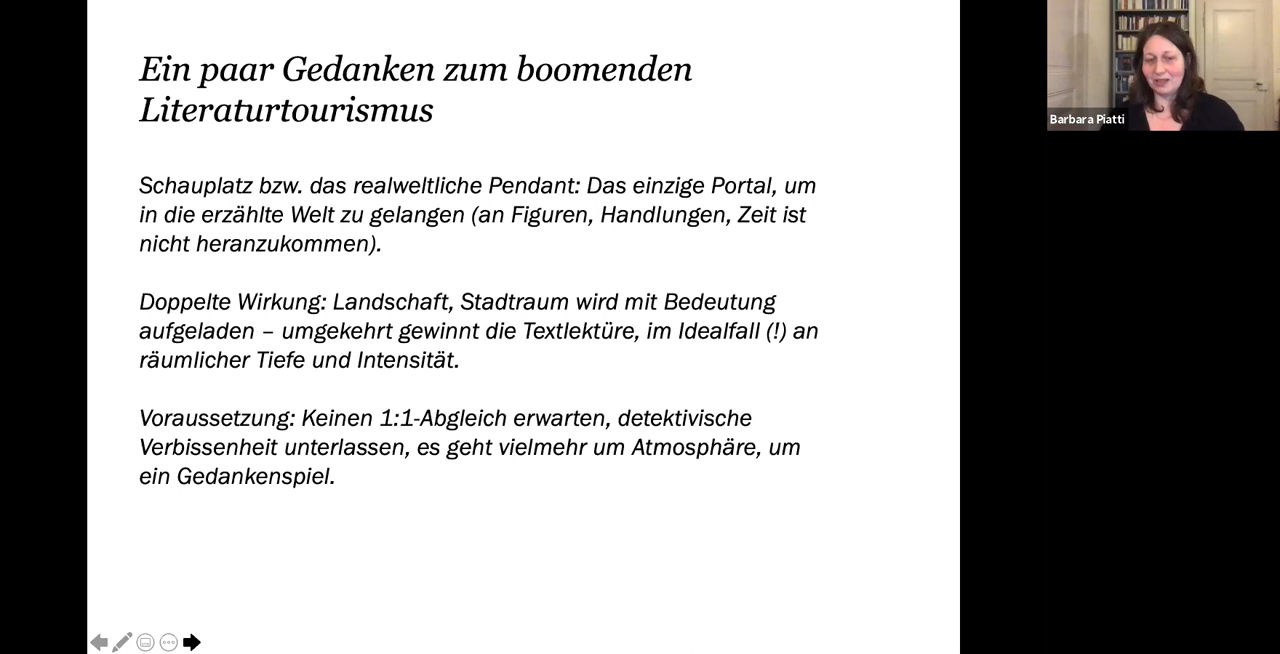 Ein paar Gedanken zum boomenden
Literaturtourismus
Schauplatz bzw. das realweltliche Pendant: Das einzige Portal, um
in die erzählte Welt zu gelangen (an Figuren, Handlungen, Zeit ist
nicht heranzukommen).
Doppelte Wirkung: Landschaft, Stadtraum wird mit Bedeutung
aufgeladen – umgekehrt gewinnt die Textlektüre, im Idealfall (!) an
räumlicher Tiefe und Intensität.
Voraussetzung: Keinen 1:1-Abgleich erwarten, detektivische
Verbissenheit unterlassen, es geht vielmehr um Atmosphäre, um
ein Gedankenspiel.
Barbara Piatti